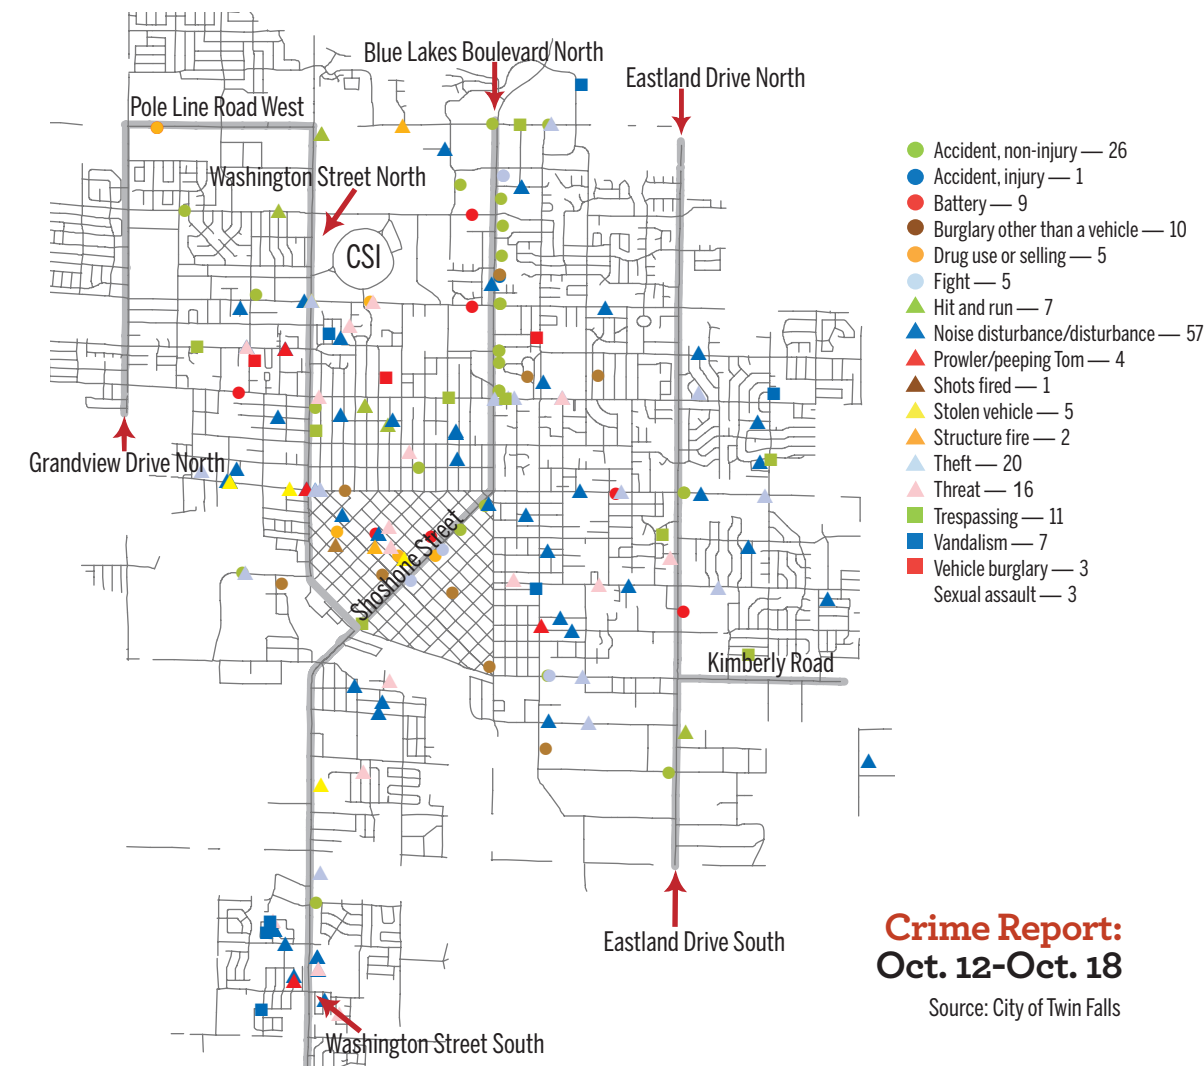 Blue Lakes Boulevard North
Eastland Drive North
Pole Line Road West
Washington Street North
CSI
Grandview Drive North
Shoshone Street
Kimberly Road
Eastland Drive South
Washington Street South
Accident, non-injury — 26
Accident, injury — 1
Battery — 9
Burglary other than a vehicle — 10
Drug use or selling — 5
Fight — 5
Hit and run — 7
Noise disturbance/disturbance — 57
Prowler/peeping Tom — 4
Shots fired — 1
Stolen vehicle — 5
Structure fire — 2
Theft — 20
Threat — 16
Trespassing — 11
Vandalism — 7
Vehicle burglary — 3
Sexual assault — 3
Crime Report:
Oct. 12-Oct. 18
Source: City of Twin Falls